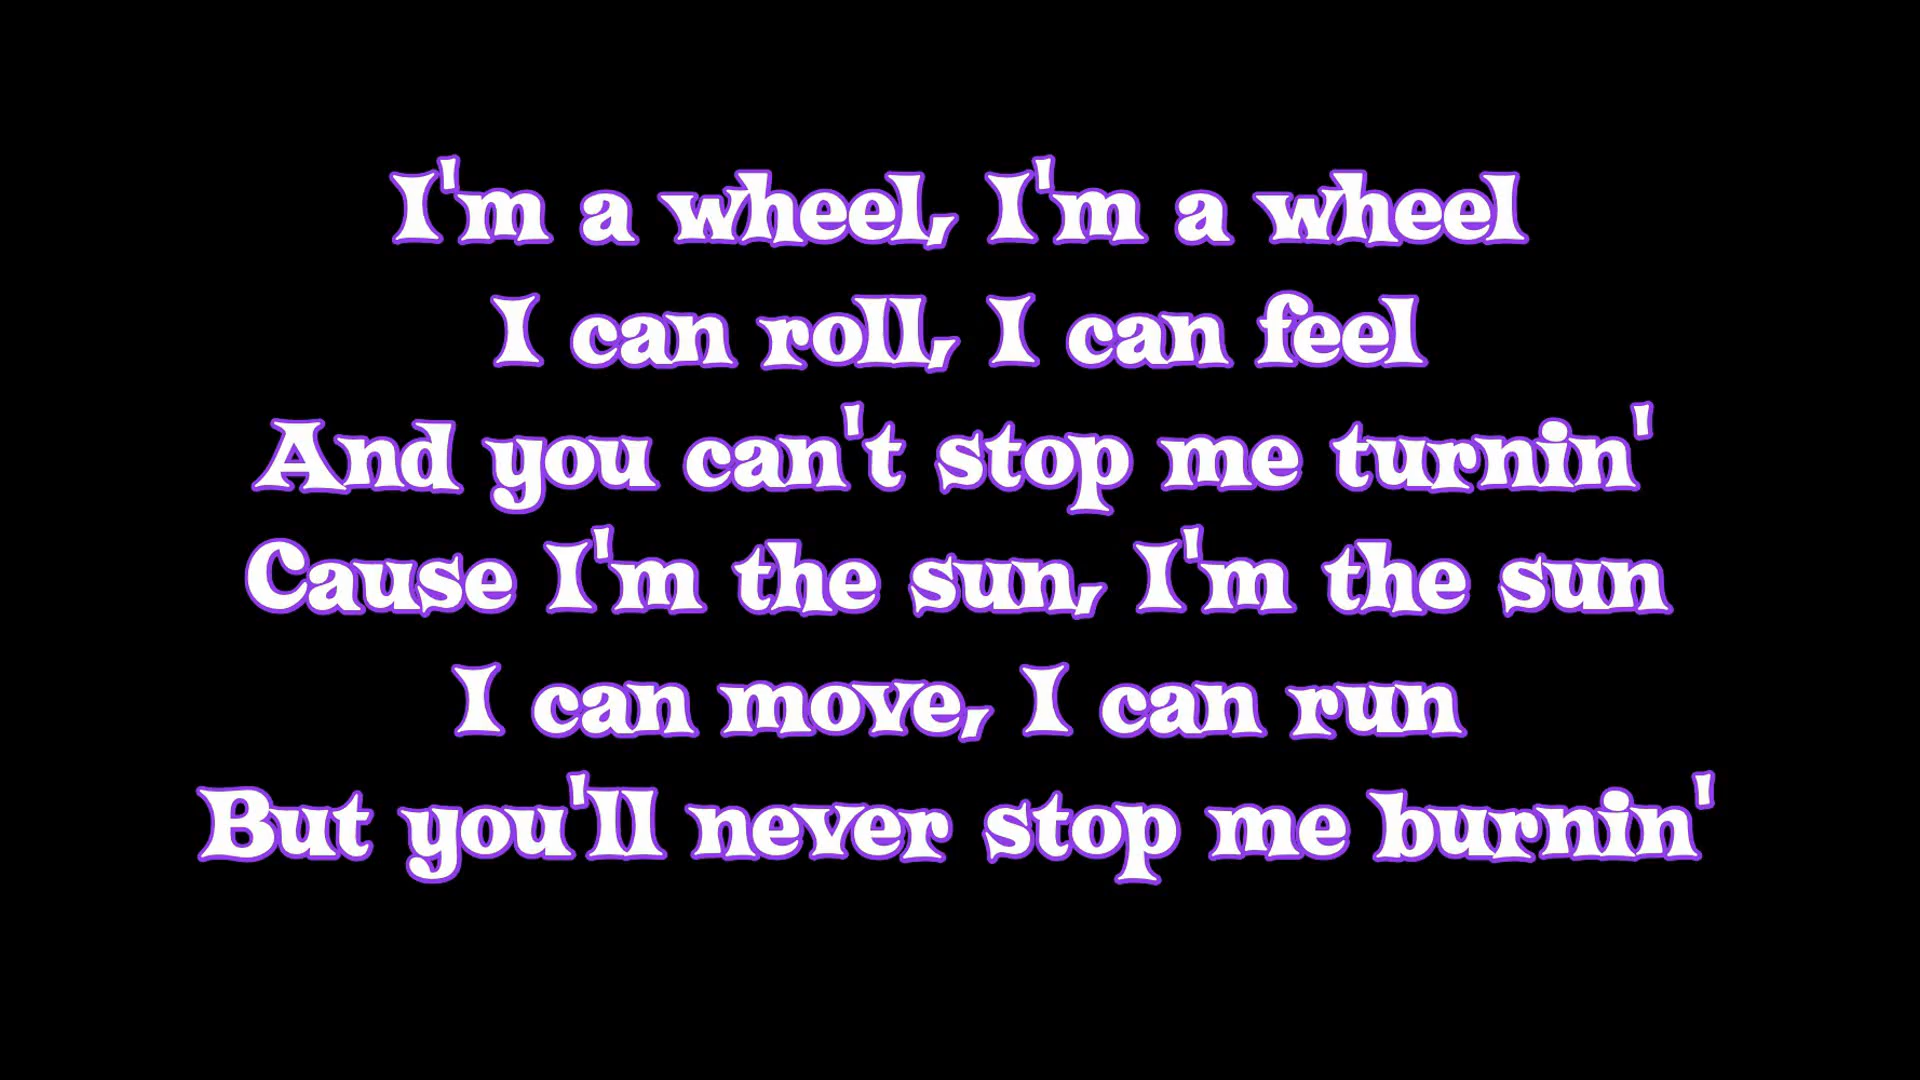 I'm a wheel, I'm a wheel
I can roll, I can feel
And you can't stop me turnin'
Cause I'm the sun, I'm the sun
I can move, I can run
But you'll never stop me burnin'